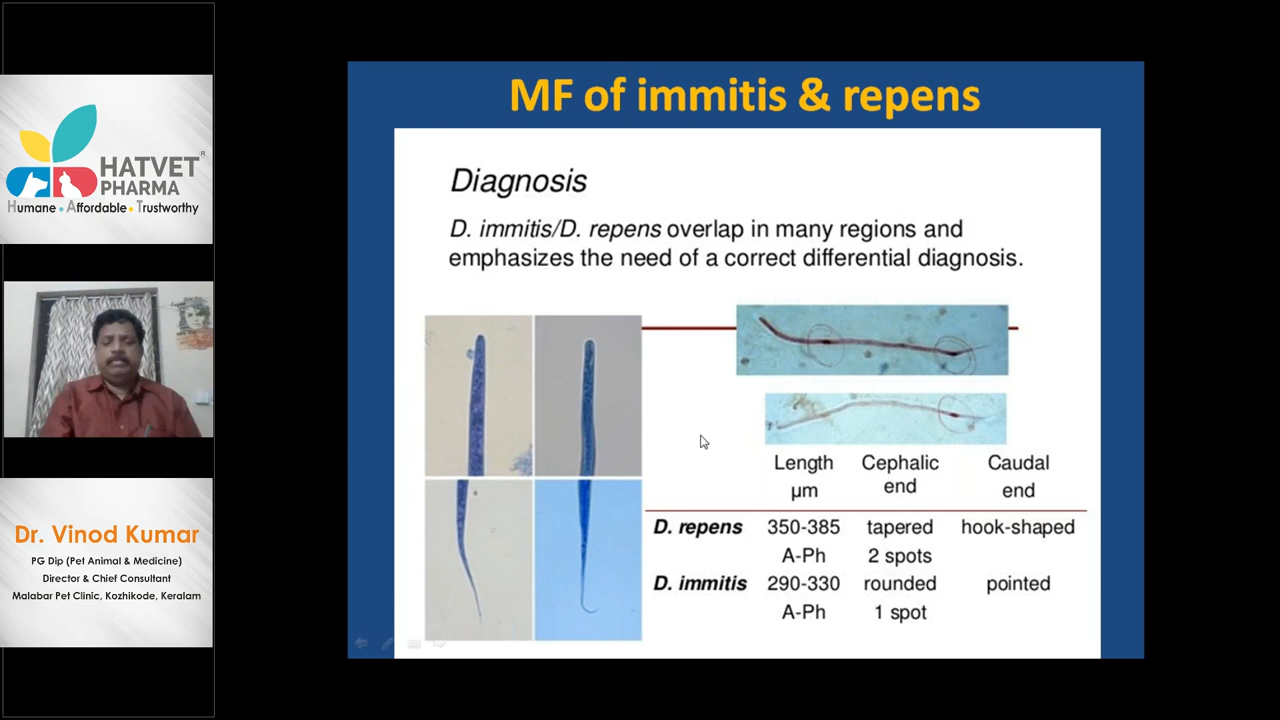 HATVET®
PHARMA
Humane • Affordable • Trustworthy
Dr. Vinod Kumar
PG Dip (Pet Animal & Medicine)
Director & Chief Consultant
Malabar Pet Clinic, Kozhikode, Keralam
MF of immitis & repens
Diagnosis
D. immitis/D. repens overlap in many regions and
emphasizes the need of a correct differential diagnosis.
Length Cephalic Caudal
µm end end
D. repens 350-385 tapered hook-shaped
A-Ph 2 spots
D. immitis 290-330 rounded pointed
A-Ph 1 spot